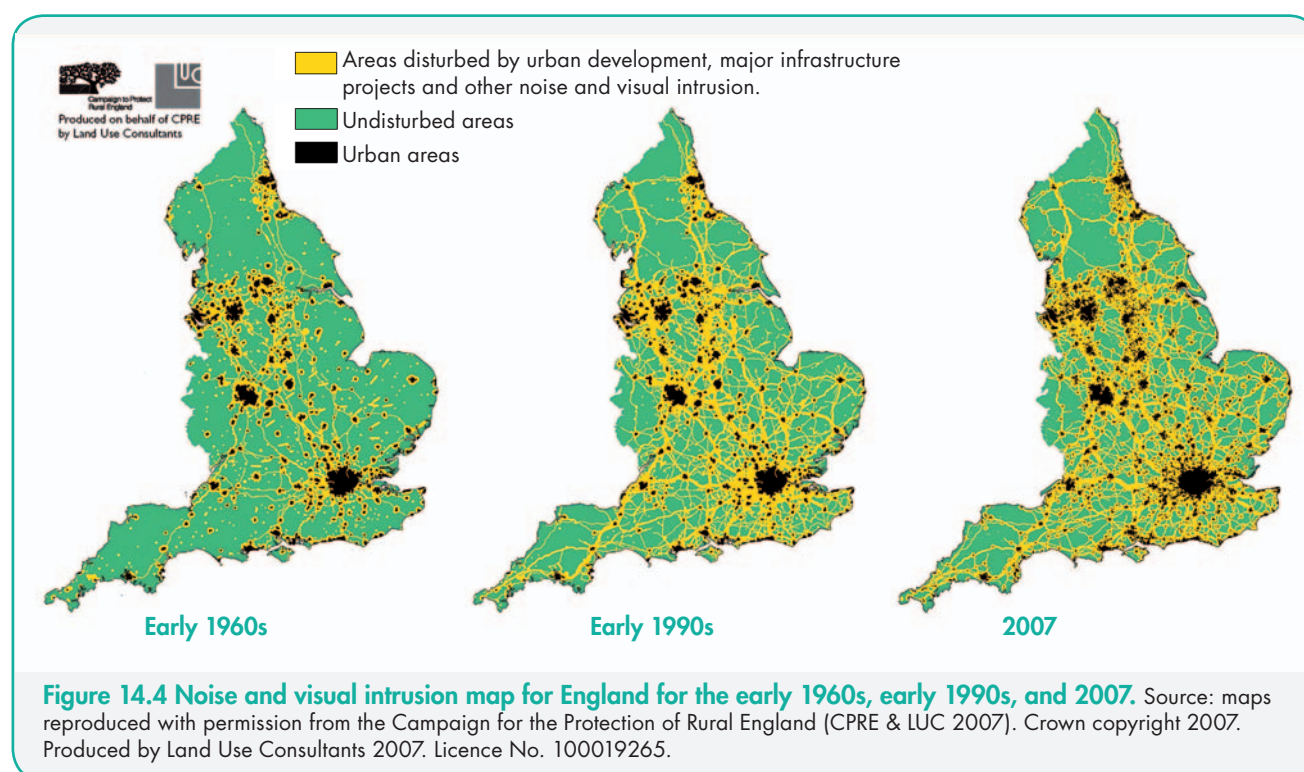 Campaign to Protect
Rural England
LUC
Produced on behalf of CPRE
by Land Use Consultants
Areas disturbed by urban development, major infrastructure
projects and other noise and visual intrusion.
Undisturbed areas
Urban areas
Early 1960s
Early 1990s
2007
Figure 14.4 Noise and visual intrusion map for England for the early 1960s, early 1990s, and 2007. Source: maps
reproduced with permission from the Campaign for the Protection of Rural England (CPRE & LUC 2007). Crown copyright 2007.
Produced by Land Use Consultants 2007. Licence No. 100019265.